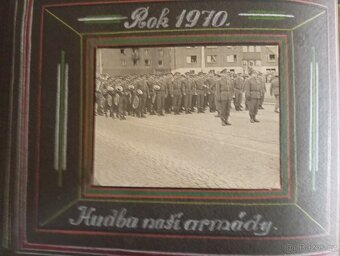 Rok 1970.
Hudba naší armády.